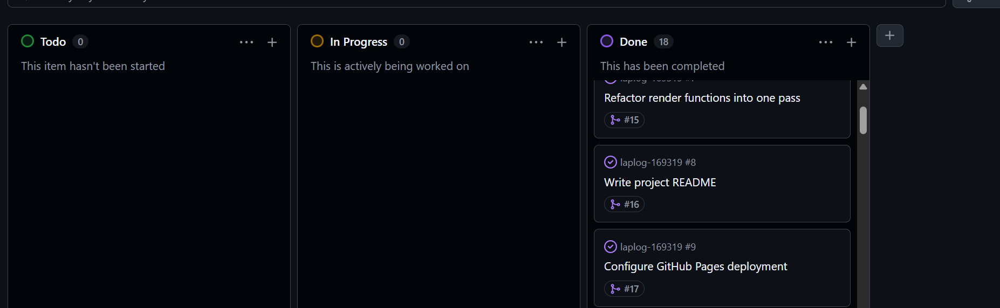 Todo 0
This item hasn't been started
In Progress 0
This is actively being worked on
Done 18
This has been completed
Refactor render functions into one pass
#15
laplog-169319 #8
Write project README
#16
laplog-169319 #9
Configure GitHub Pages deployment
#17